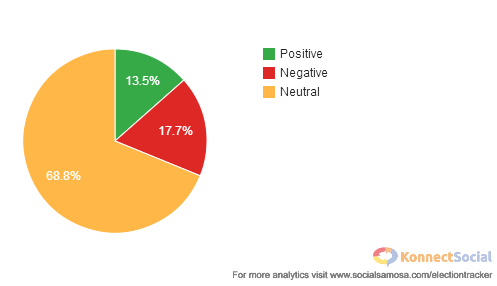 Positive
Negative
Neutral
13.5%
17.7%
68.8%
KonnectSocial
For more analytics visit www.socialsamosa.com/electiontracker